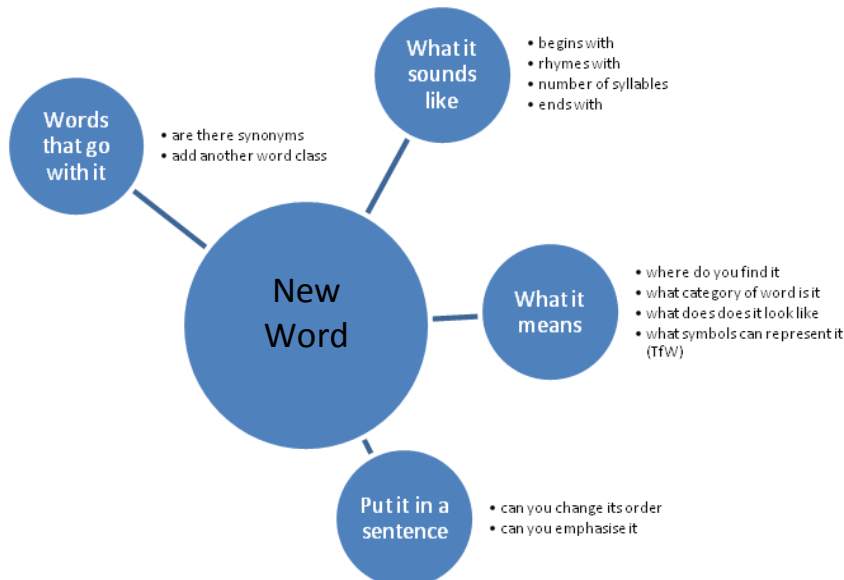 What it
sounds
like
• begins with
• rhymes with
• number of syllables
• ends with
Words
that go
with it
• are there synonyms
• add another word class
New
Word
What it
means
• where do you find it
• what category of word is it
• what does does it look like
• what symbols can represent it
(TfW)
Put it in a
sentence
• can you change its order
• can you emphasise it